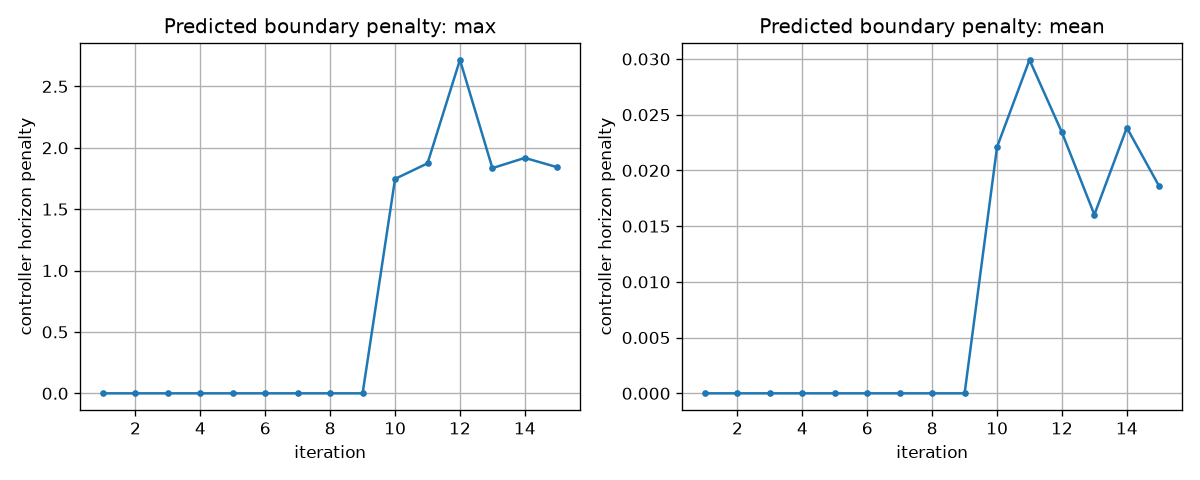 Predicted boundary penalty: max
controller horizon penalty
2.5
2.0
1.5
1.0
0.5
0.0
2 4 6 8 10 12 14
iteration
Predicted boundary penalty: mean
controller horizon penalty
0.030
0.025
0.020
0.015
0.010
0.005
0.000
2 4 6 8 10 12 14
iteration